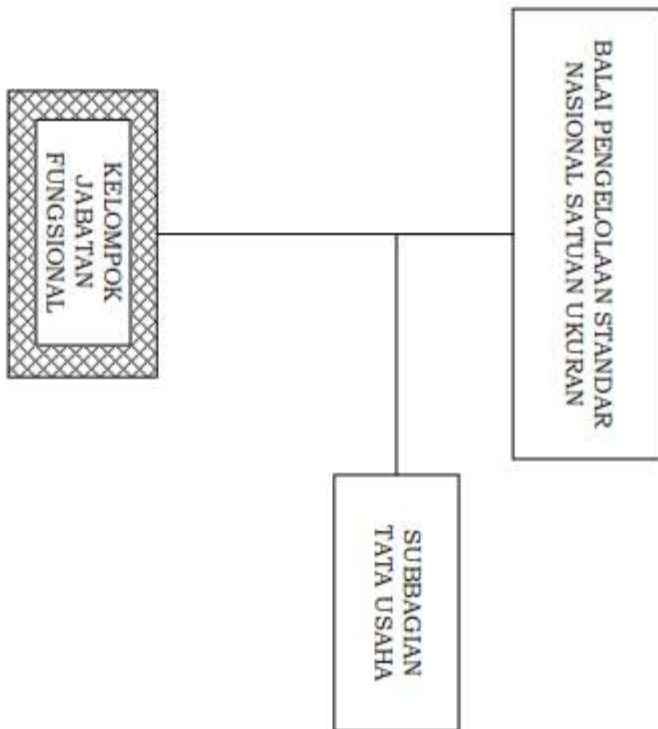 BALAI PENGELOLAAN STANDAR
NASIONAL SATUAN UKURAN
SUBBAGIAN
TATA USAHA
KELOMPOK
JABATAN
FUNGSIONAL